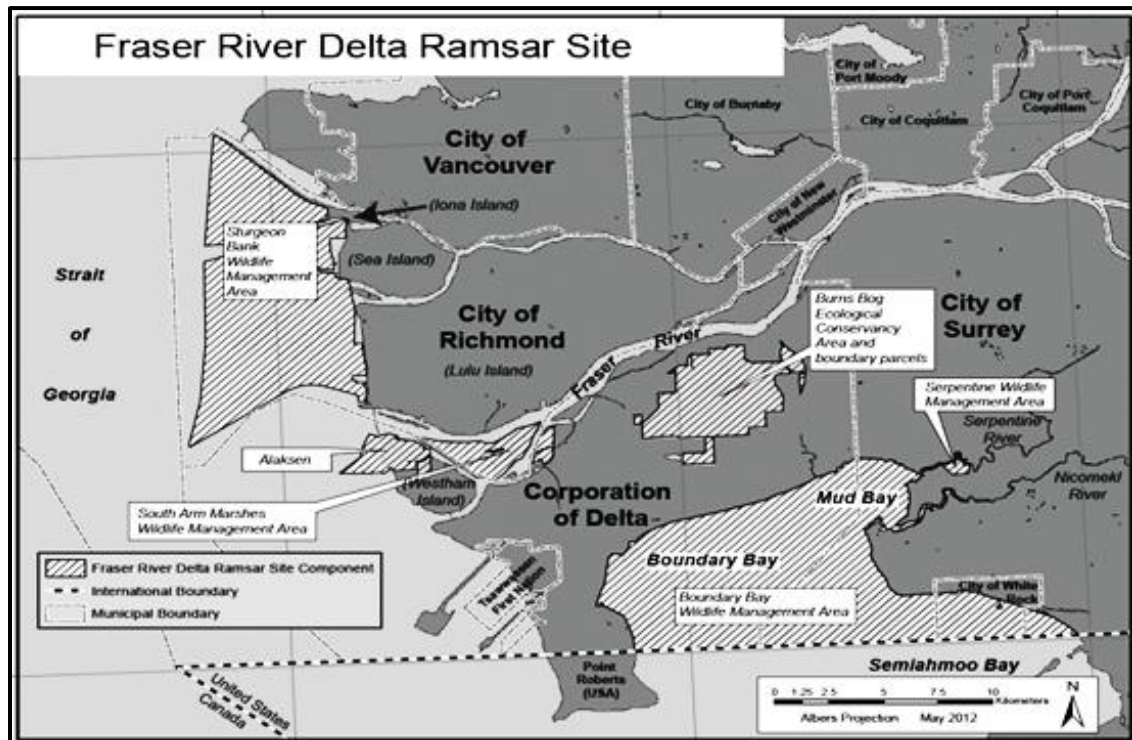 Fraser River Delta Ramsar Site
City of
Port Moody
City of Port
Coquitlam
City of Burnaby
City of Coquitlam
City of
Vancouver
(Iona Island)
City of New
Westminster
Sturgeon
Bank
Wildlife
Management
Area
(Sea Island)
Strait
of
Georgia
City of
Richmond
(Lulu Island)
Fraser River
Burns Bog
Ecological
Conservancy
Area and
boundary parcels
City of
Surrey
Serpentine Wildlife
Management Area
Serpentine
River
Nicomekl
River
Alaksen
(Westham
Island)
South Arm Marshes
Wildlife Management Area
Corporation
of Delta
Mud Bay
Boundary Bay
Boundary Bay
Wildlife Management Area
City of White
Rock
Tsawwassen
First Nation
Fraser River Delta Ramsar Site Component
International Boundary
Municipal Boundary
Point
Roberts
(USA)
Semiahmoo Bay
United States
Canada
0 1.25 2.5 5 7.5 10
Kilometers
N
Albers Projection May 2012